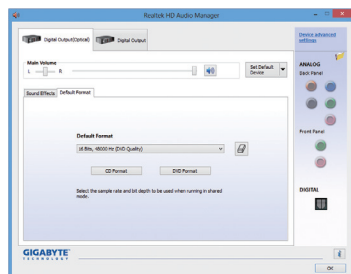 Realtek HD Audio Manager
Digital Output(Optical)
Digital Output
Device advanced
settings
Main Volume
L
R
Set Default
Device
ANALOG
Back Panel
Sound Effects
Default Format
Default Format
16 Bits, 48000 Hz (DVD Quality)
CD Format
DVD Format
Select the sample rate and bit depth to be used when running in shared
mode.
Front Panel
DIGITAL
GIGABYTE
TECHNOLOGY
OK